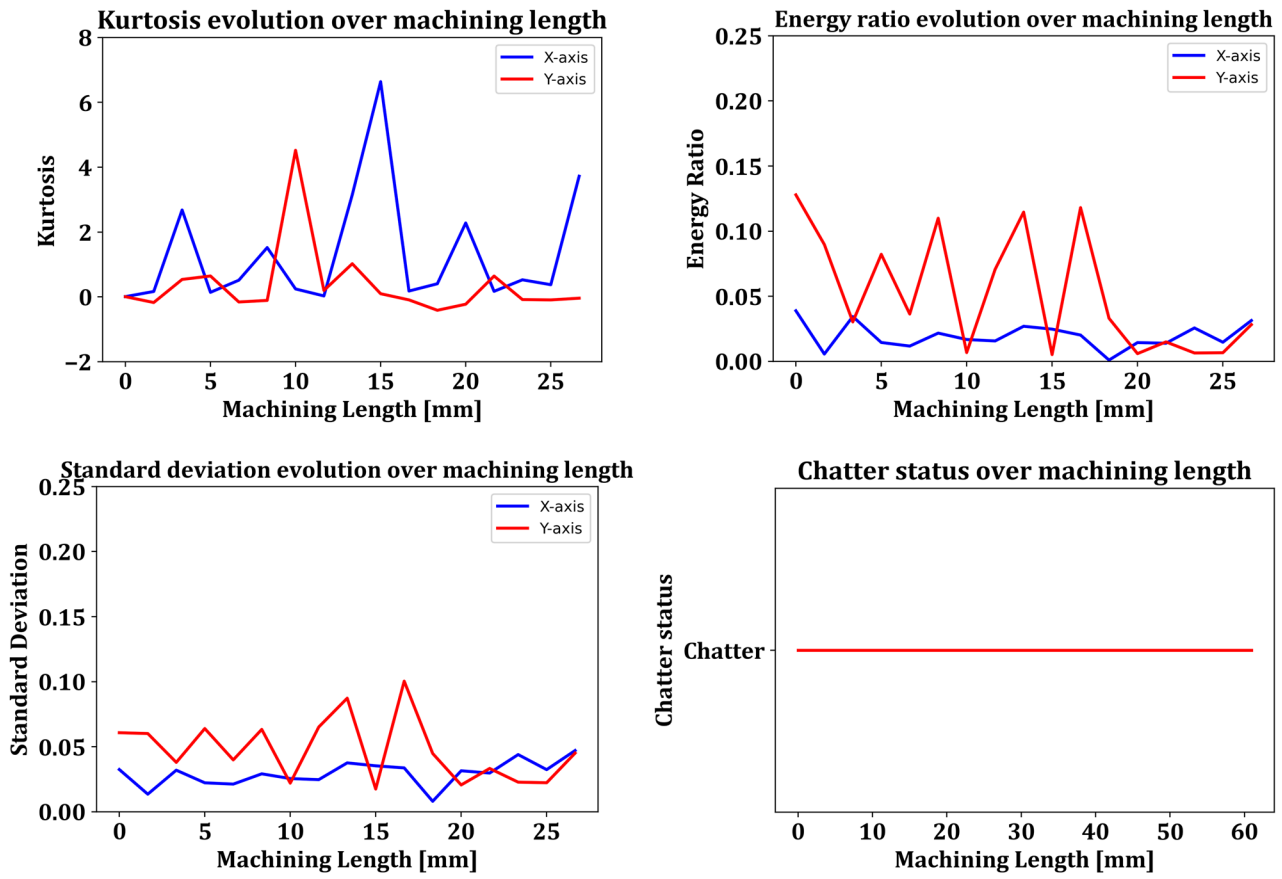 Kurtosis evolution over machining length
8
6
4
2
0
−2
Kurtosis
X-axis
Y-axis
0 5 10 15 20 25
Machining Length [mm]
Energy ratio evolution over machining length
0.25
0.20
0.15
0.10
0.05
0.00
Energy Ratio
X-axis
Y-axis
0 5 10 15 20 25
Machining Length [mm]
Standard deviation evolution over machining length
0.25
0.20
0.15
0.10
0.05
0.00
Standard Deviation
X-axis
Y-axis
0 5 10 15 20 25
Machining Length [mm]
Chatter status over machining length
Chatter status
Chatter
0 10 20 30 40 50 60
Machining Length [mm]